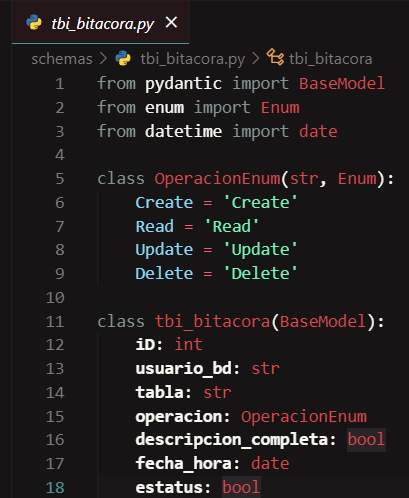 tbi_bitacora.py
schemas > tbi_bitacora.py > tbi_bitacora
1 from pydantic import BaseModel
2 from enum import Enum
3 from datetime import date
4
5 class OperacionEnum(str, Enum):
6     Create = 'Create'
7     Read = 'Read'
8     Update = 'Update'
9     Delete = 'Delete'
10
11 class tbi_bitacora(BaseModel):
12     iD: int
13     usuario_bd: str
14     tabla: str
15     operacion: OperacionEnum
16     descripcion_completa: bool
17     fecha_hora: date
18     estatus: bool